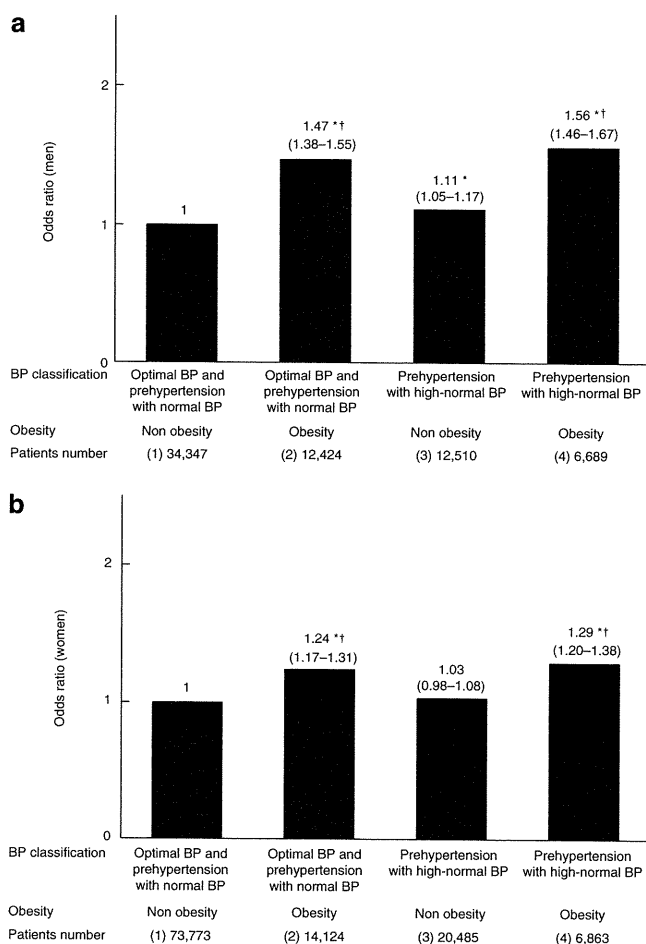 a
Odds ratio (men)
2
1
0
1
1.47 *†
(1.38–1.55)
1.11 *
(1.05–1.17)
1.56 *†
(1.46–1.67)
BP classification
Optimal BP and prehypertension with normal BP
Optimal BP and prehypertension with normal BP
Prehypertension with high-normal BP
Prehypertension with high-normal BP
Obesity Non obesity Obesity Non obesity Obesity
Patients number (1) 34,347 (2) 12,424 (3) 12,510 (4) 6,689
b
Odds ratio (women)
2
1
0
1
1.24 *†
(1.17–1.31)
1.03
(0.98–1.08)
1.29 *†
(1.20–1.38)
BP classification
Optimal BP and prehypertension with normal BP
Optimal BP and prehypertension with normal BP
Prehypertension with high-normal BP
Prehypertension with high-normal BP
Obesity Non obesity Obesity Non obesity Obesity
Patients number (1) 73,773 (2) 14,124 (3) 20,485 (4) 6,863